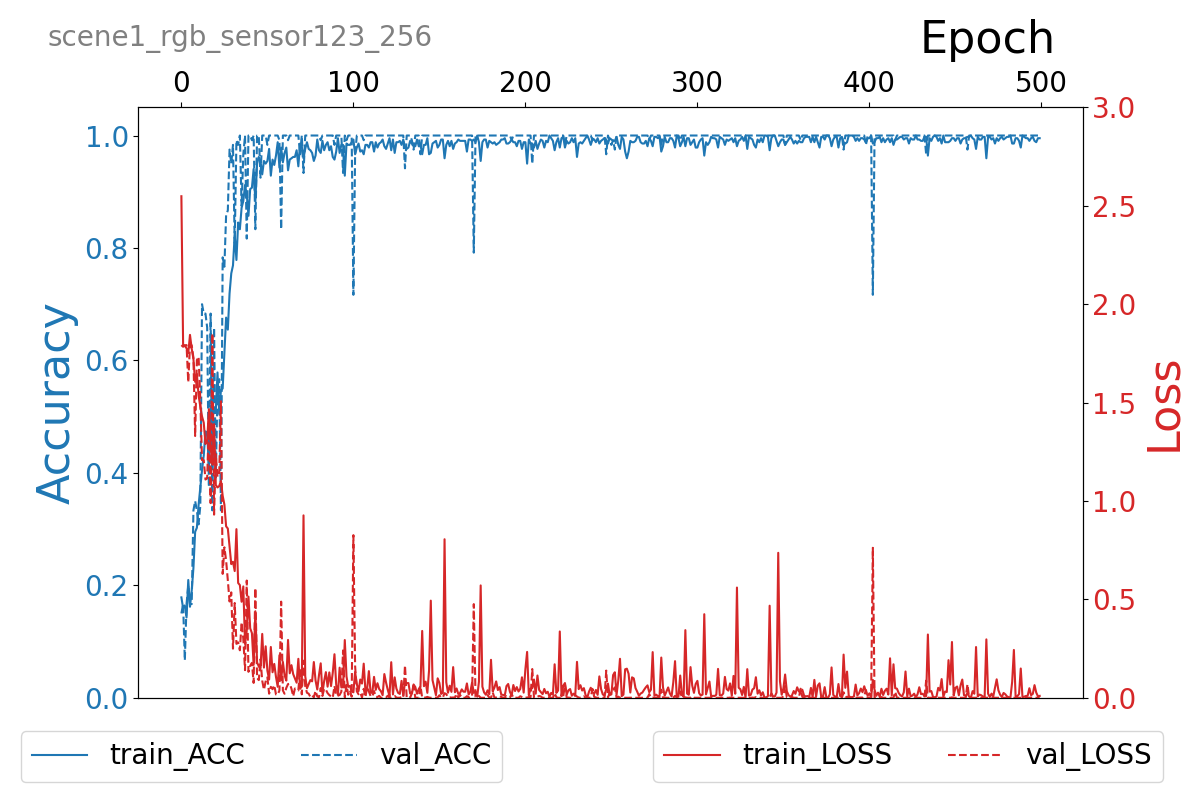 scene1_rgb_sensor123_256
Epoch
0 100 200 300 400 500
1.0
0.8
0.6
0.4
0.2
0.0
Accuracy
3.0
2.5
2.0
1.5
1.0
0.5
0.0
Loss
train_ACC val_ACC
train_LOSS val_LOSS